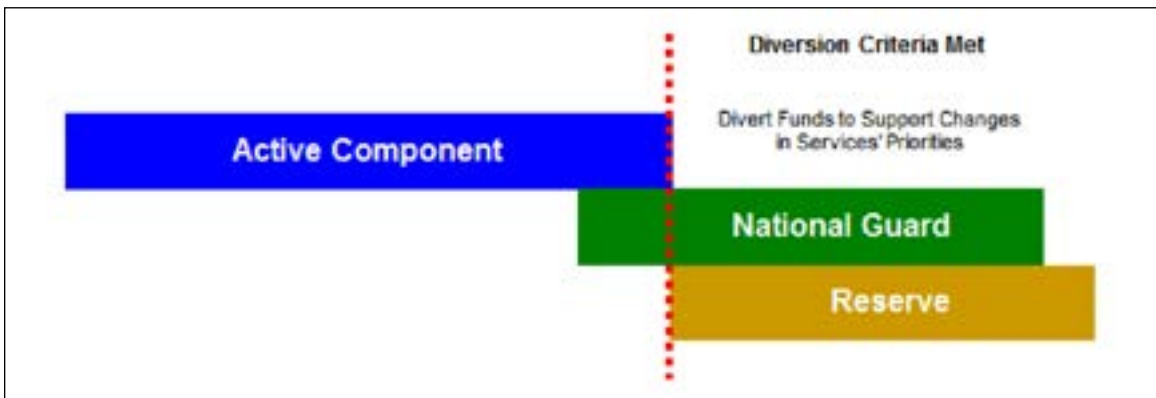 Diversion Criteria Met
Divert Funds to Support Changes
in Services' Priorities
Active Component
National Guard
Reserve